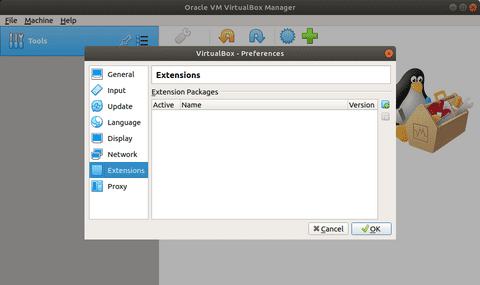 Oracle VM VirtualBox Manager
File Machine Help
Tools
VirtualBox - Preferences
General
Input
Update
Language
Display
Network
Extensions
Proxy
Extensions
Extension Packages
Active Name Version
Cancel OK